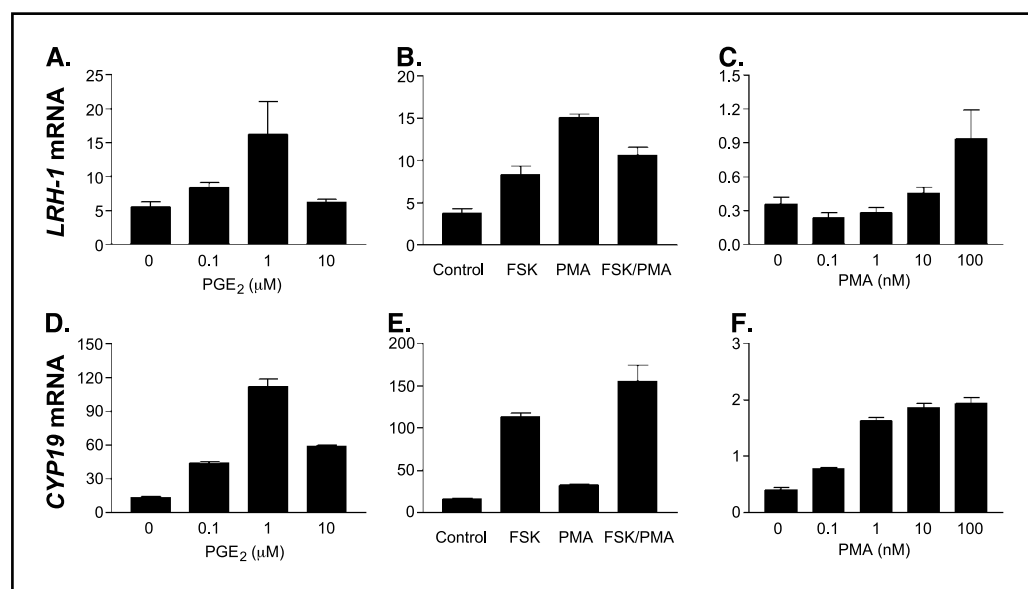 A.
B.
C.
LRH-1 mRNA
25
20
15
10
5
0
0 0.1 1 10
PGE2 (μM)
20
15
10
5
0
Control FSK PMA FSK/PMA
1.5
1.2
0.9
0.6
0.3
0.0
0 0.1 1 10 100
PMA (nM)
D.
E.
F.
CYP19 mRNA
150
120
90
60
30
0
0 0.1 1 10
PGE2 (μM)
200
150
100
50
0
Control FSK PMA FSK/PMA
3
2
1
0
0 0.1 1 10 100
PMA (nM)